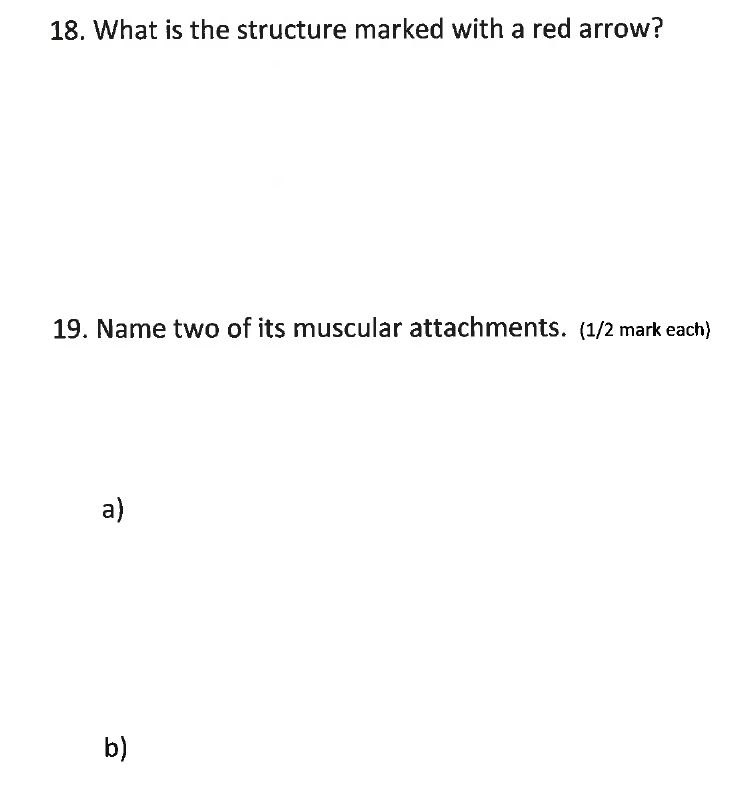 18. What is the structure marked with a red arrow?
19. Name two of its muscular attachments. (1/2 mark each)
a)
b)